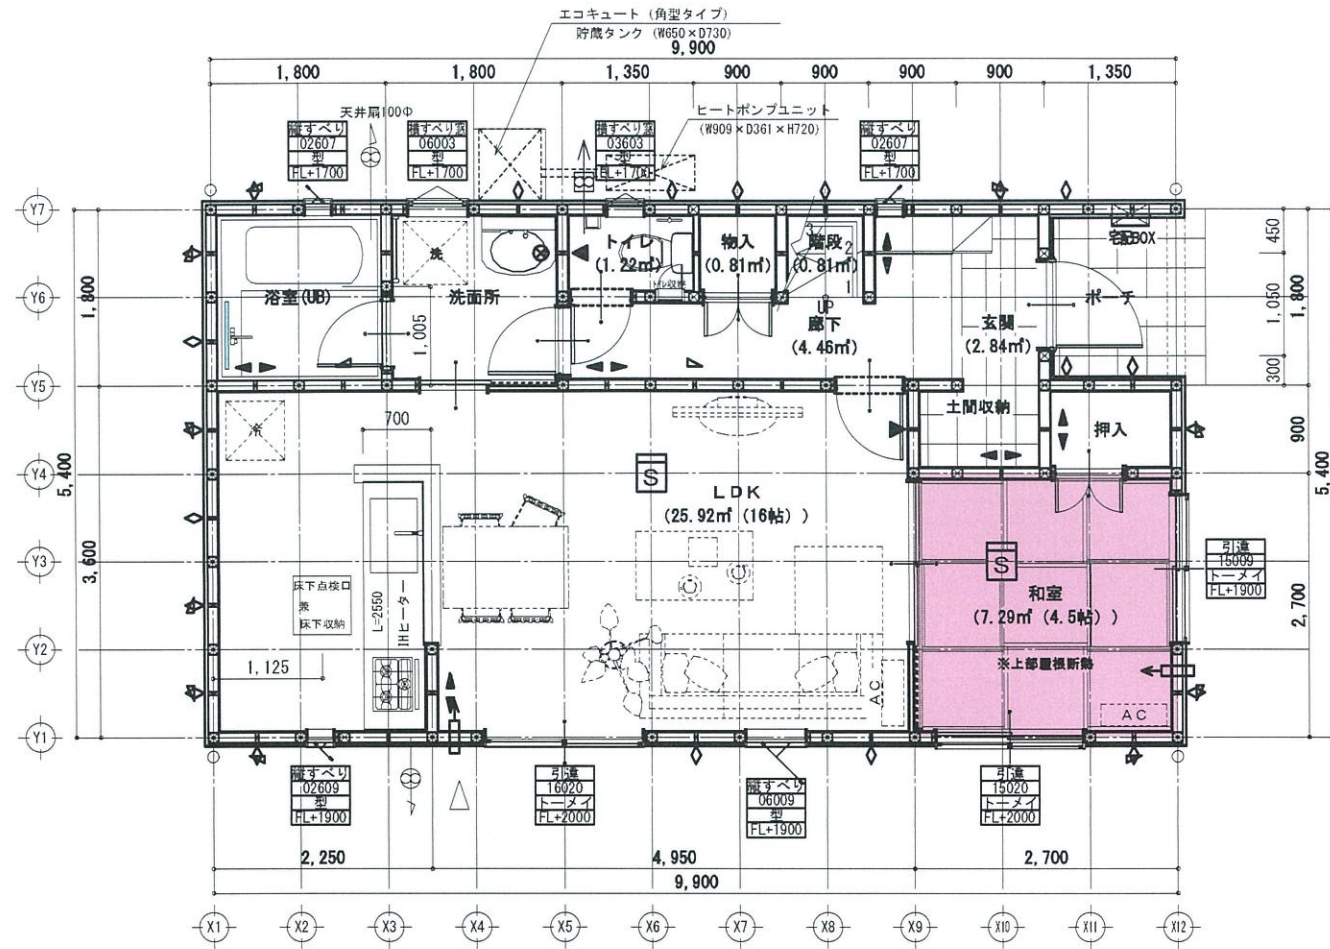 エコキュート (角型タイプ)
貯蔵タンク (W650×D730)
9,900
1,800
1,800
1,350
900
900
900
900
1,350
天井扇100Φ
ヒートポンプユニット
(W909×D361×H720)
縦すべり
02607
型
FL+1700
横すべり窓
06003
型
FL+1700
横すべり窓
03603
型
FL+1700
縦すべり
02607
型
FL+1700
Y7
Y6
Y5
Y4
Y3
Y2
Y1
1,800
5,400
3,600
浴室(UB)
洗
洗面所
1,005
トイレ
(1.22㎡)
トイレ収納
物入
(0.81㎡)
階段
(0.81㎡)
3
2
1
UP
廊下
(4.46㎡)
玄関
(2.84㎡)
宅配BOX
ポーチ
450
1,050
300
1,800
900
5,400
2,700
土間収納
押入
冷
700
S
LDK
(25.92㎡ (16帖) )
床下点検口
兼
床下収納
L=2550
IHヒーター
1,125
AC
S
和室
(7.29㎡ (4.5帖) )
※上部屋根断熱
AC
引違
15009
トーメイ
FL+1900
縦すべり
02609
型
FL+1900
引違
16020
トーメイ
FL+2000
縦すべり
06009
型
FL+1900
引違
15020
トーメイ
FL+2000
2,250
4,950
2,700
9,900
X1
X2
X3
X4
X5
X6
X7
X8
X9
X10
X11
X12